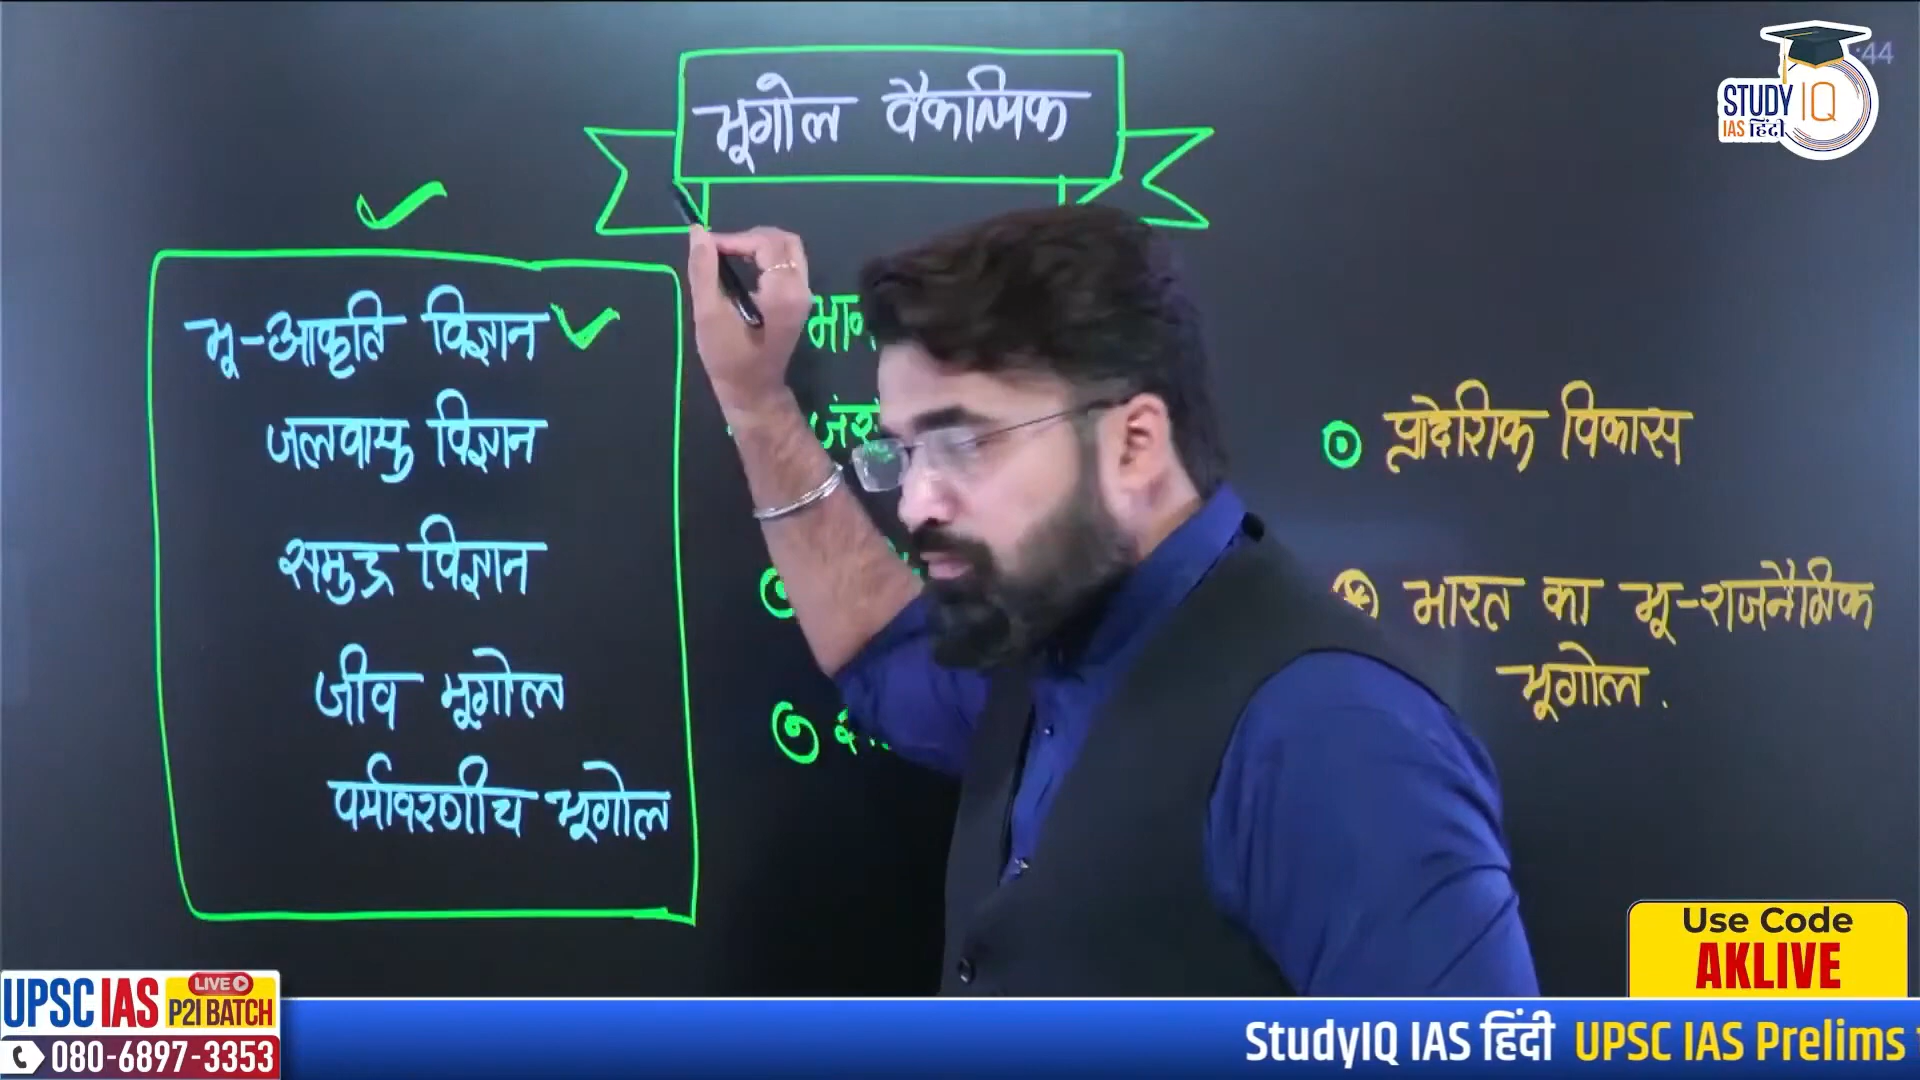 भूगोल वैकल्पिक
:44
STUDY IQ
IAS हिंदी
भू-आकृति विज्ञान
जलवायु विज्ञान
समुद्र विज्ञान
जीव भूगोल
पर्यावरणीय भूगोल
प्रादेशिक विकास
भारत का भू-राजनैतिक
भूगोल.
Use Code
AKLIVE
UPSC IAS LIVE
P2I BATCH
080-6897-3353
StudyIQ IAS हिंदी UPSC IAS Prelims